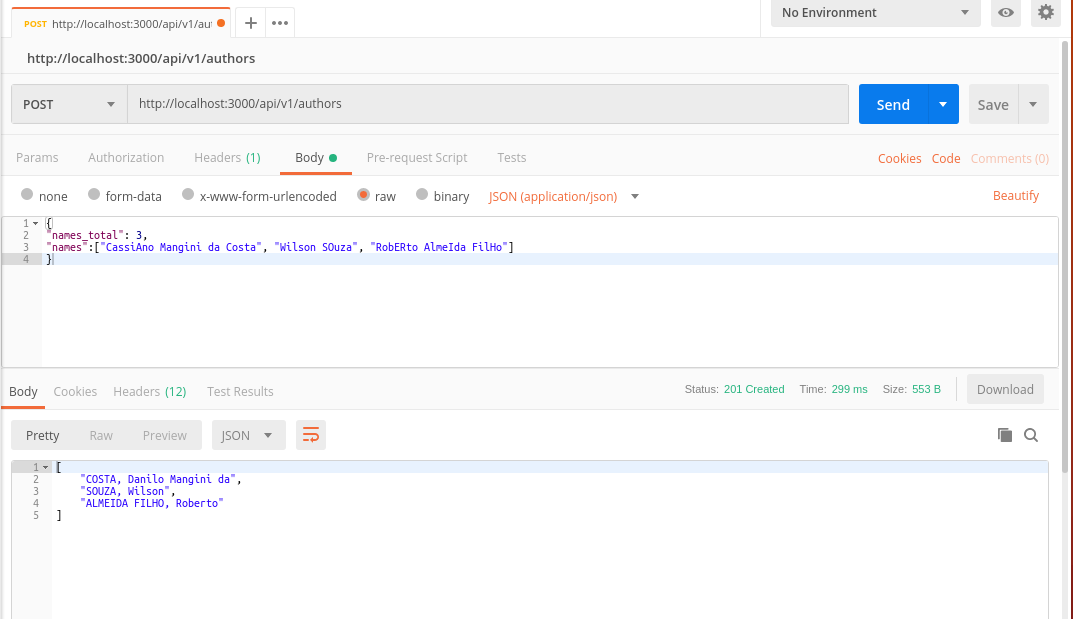 POST http://localhost:3000/api/v1/aut
No Environment
http://localhost:3000/api/v1/authors
POST http://localhost:3000/api/v1/authors Send Save
Params Authorization Headers (1) Body Pre-request Script Tests Cookies Code Comments (0)
none form-data x-www-form-urlencoded raw binary JSON (application/json) Beautify
1 {
2 "names_total": 3,
3 "names":["CassiAno Mangini da Costa", "Wilson SOuza", "RobERto AlmeIda FilHo"]
4 }
Body Cookies Headers (12) Test Results Status: 201 Created Time: 299 ms Size: 553 B Download
Pretty Raw Preview JSON
1 [
2 "COSTA, Danilo Mangini da",
3 "SOUZA, Wilson",
4 "ALMEIDA FILHO, Roberto"
5 ]